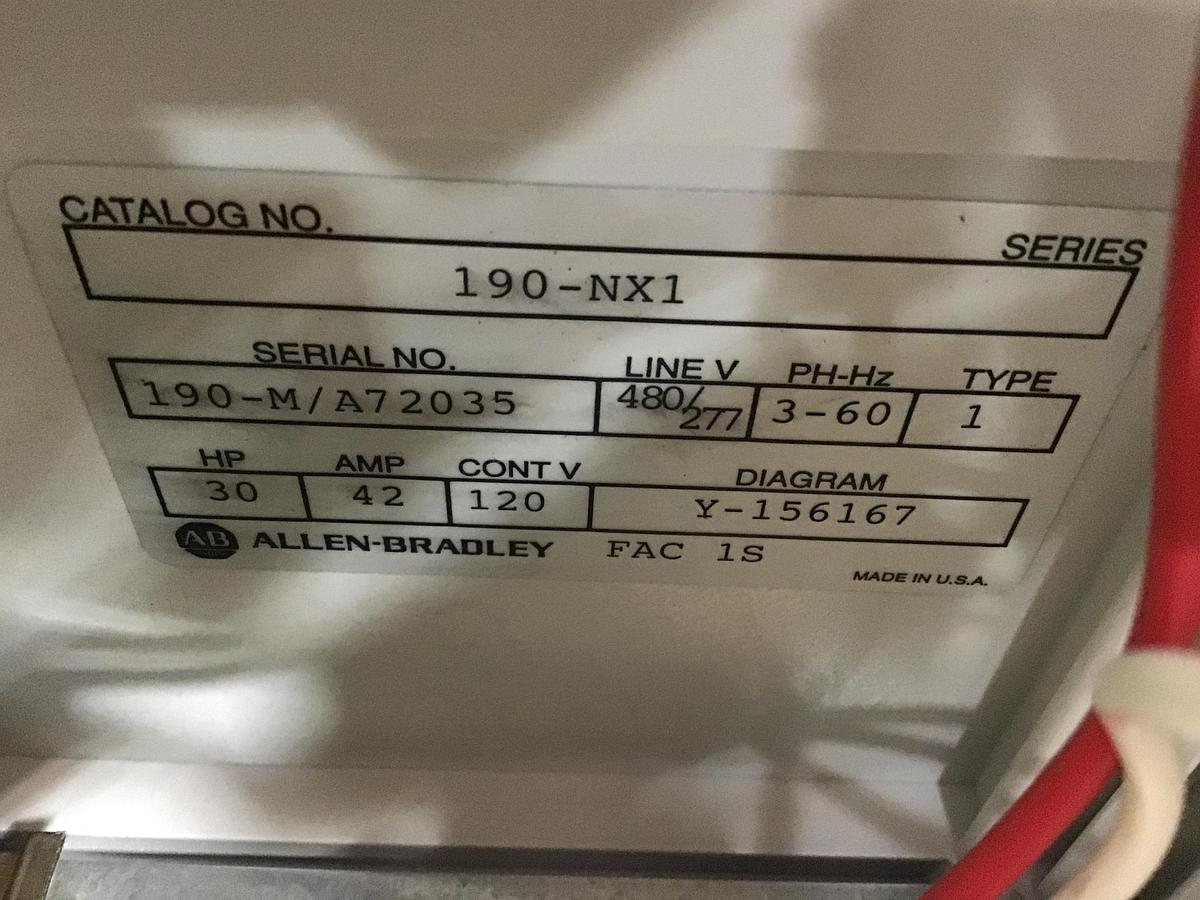 CATALOG NO. SERIES
190-NX1
SERIAL NO. LINE V PH-Hz TYPE
190-M/A72035 480/277 3-60 1
HP AMP CONT V DIAGRAM
30 42 120 Y-156167
AB ALLEN-BRADLEY FAC 1S
MADE IN U.S.A.